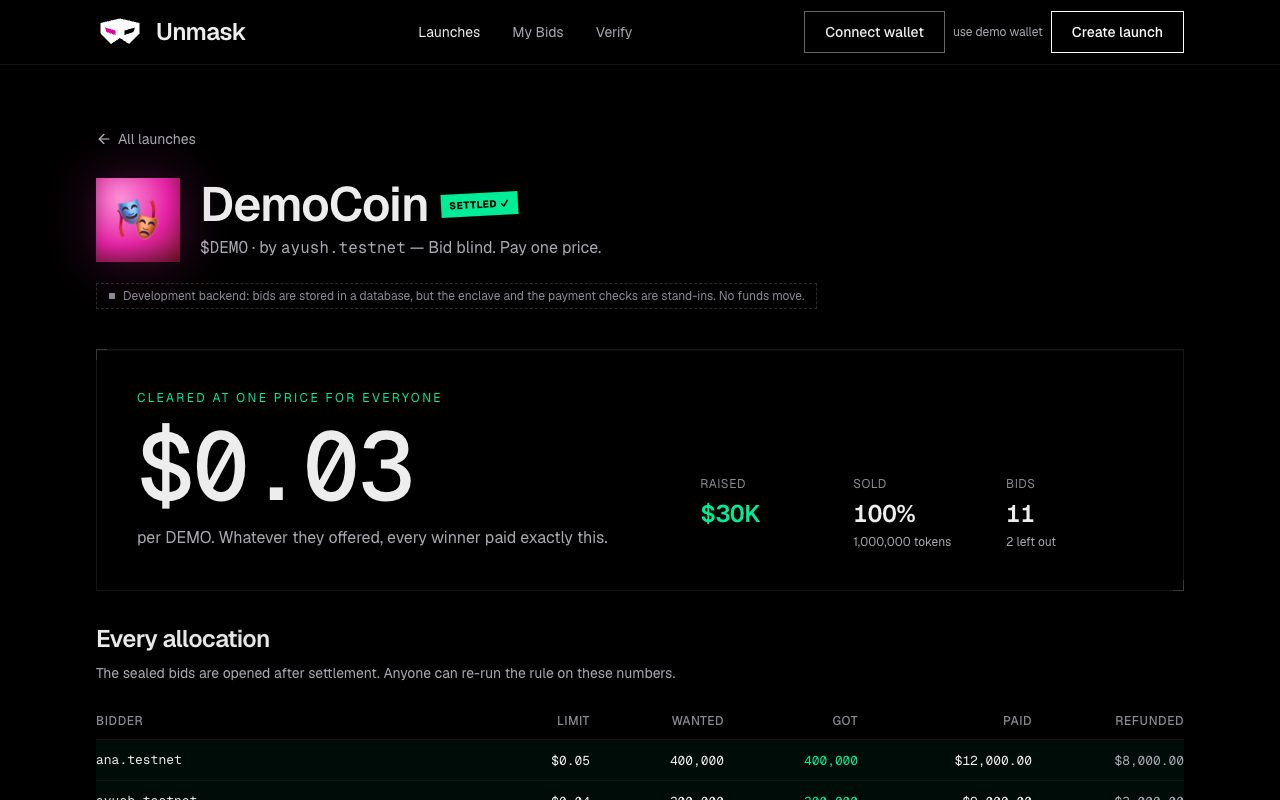 Unmask
Launches My Bids Verify
Connect wallet use demo wallet Create launch
← All launches
DemoCoin SETTLED ✓
$DEMO · by ayush.testnet — Bid blind. Pay one price.
Development backend: bids are stored in a database, but the enclave and the payment checks are stand-ins. No funds move.
CLEARED AT ONE PRICE FOR EVERYONE
$0.03
per DEMO. Whatever they offered, every winner paid exactly this.
RAISED SOLD BIDS
$30K 100% 11
1,000,000 tokens 2 left out
Every allocation
The sealed bids are opened after settlement. Anyone can re-run the rule on these numbers.
BIDDER LIMIT WANTED GOT PAID REFUNDED
ana.testnet $0.05 400,000 400,000 $12,000.00 $8,000.00